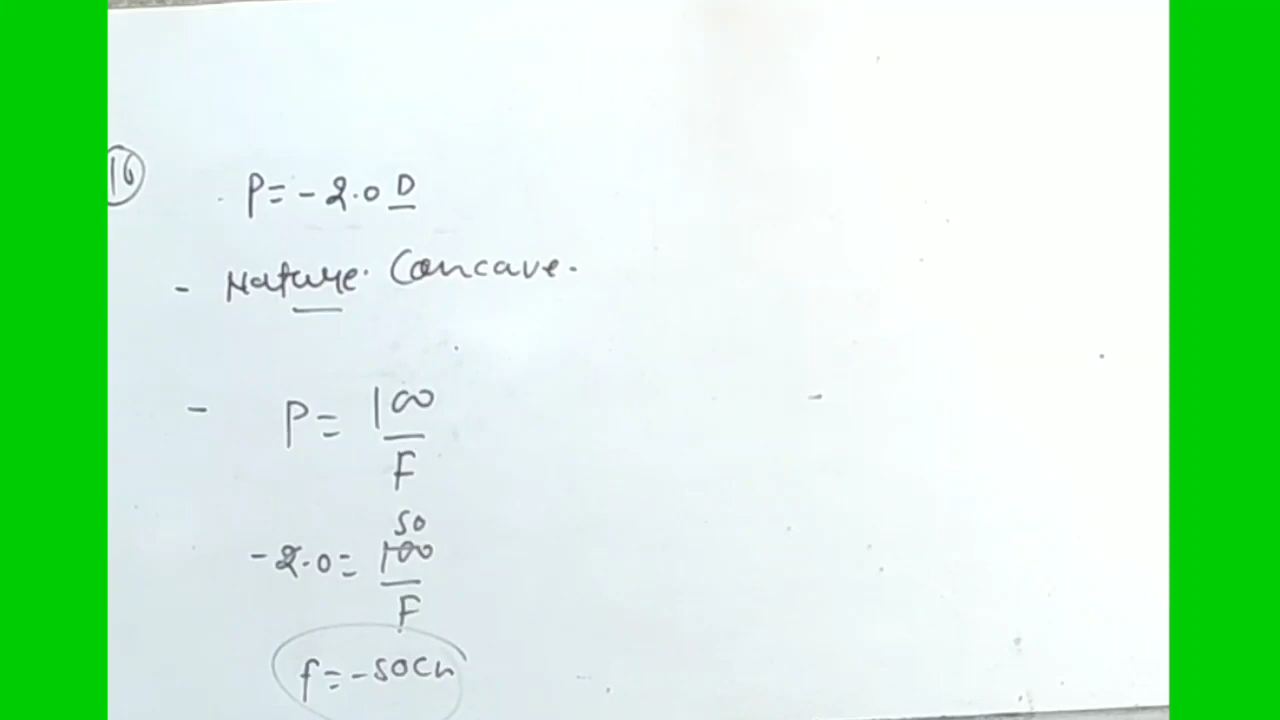 16
P = - 2.0 D
- Nature. Concave.
- P = 100
F
50
- 2.0 = 100
F
f = - 50cm